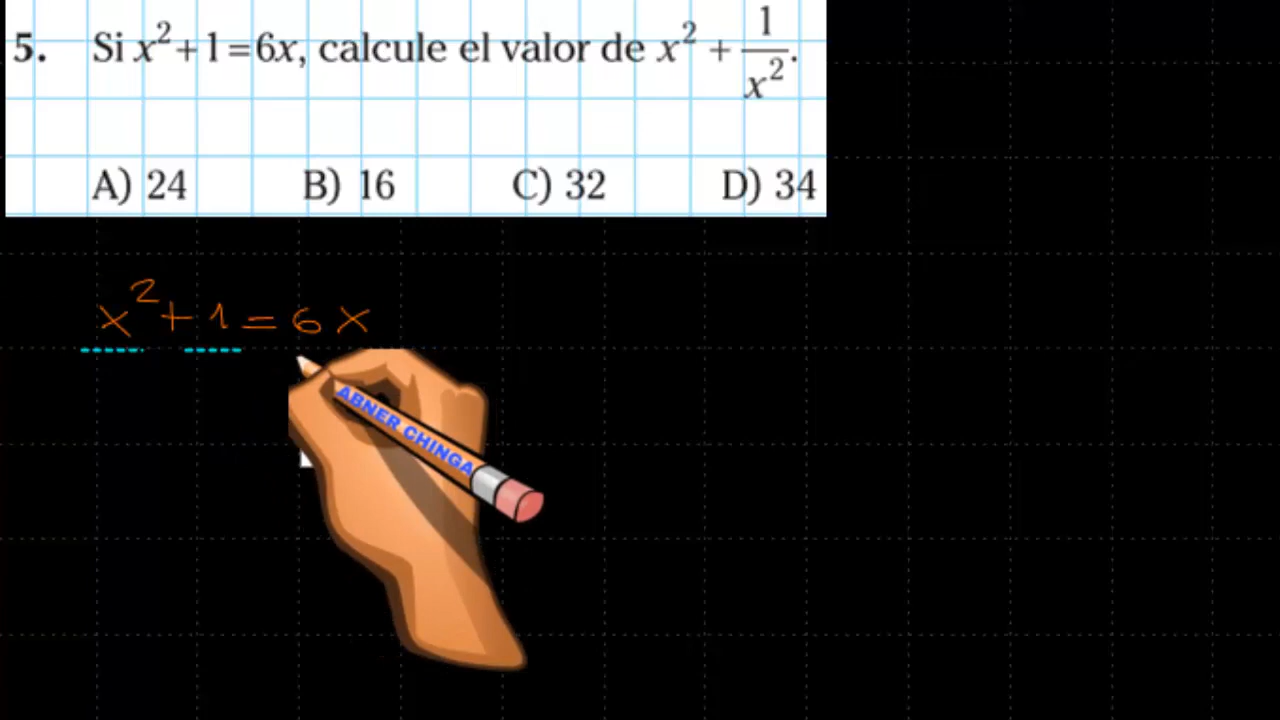 5. Si x²+1=6x, calcule el valor de x² + 1/x².
A) 24 B) 16 C) 32 D) 34
x²+1=6x
ABNER CHINGA